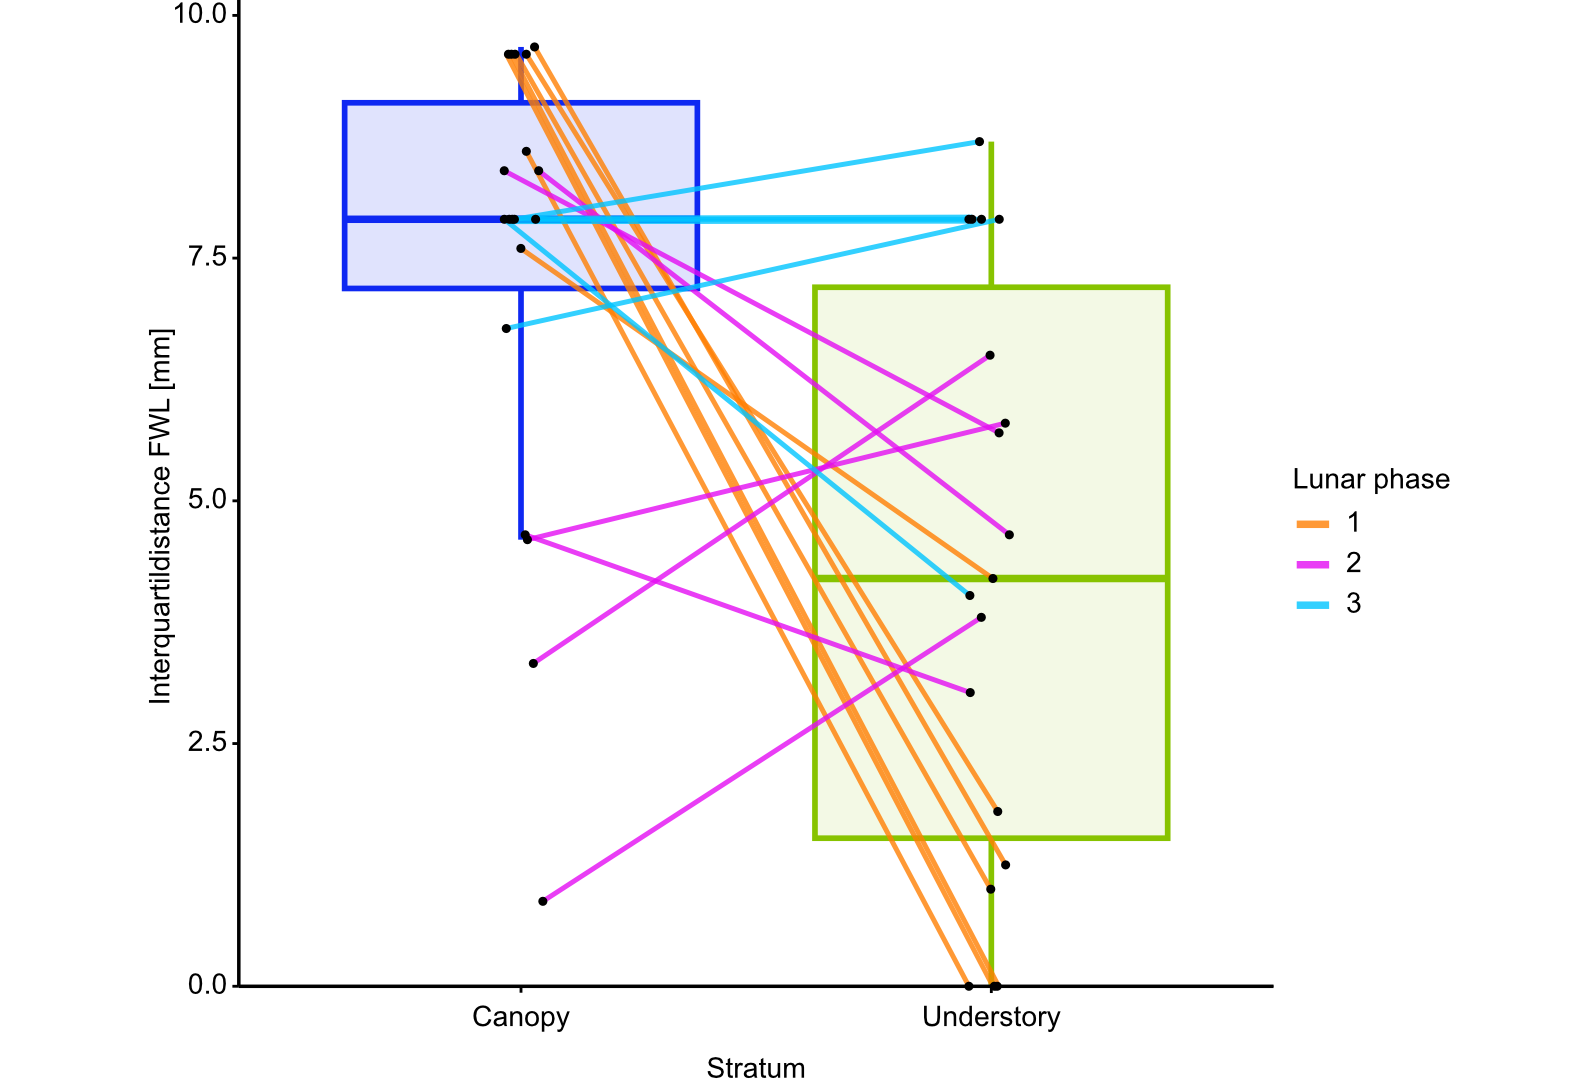 10.0
7.5
5.0
2.5
0.0
Interquartildistance FWL [mm]
Canopy
Understory
Stratum
Lunar phase
1
2
3